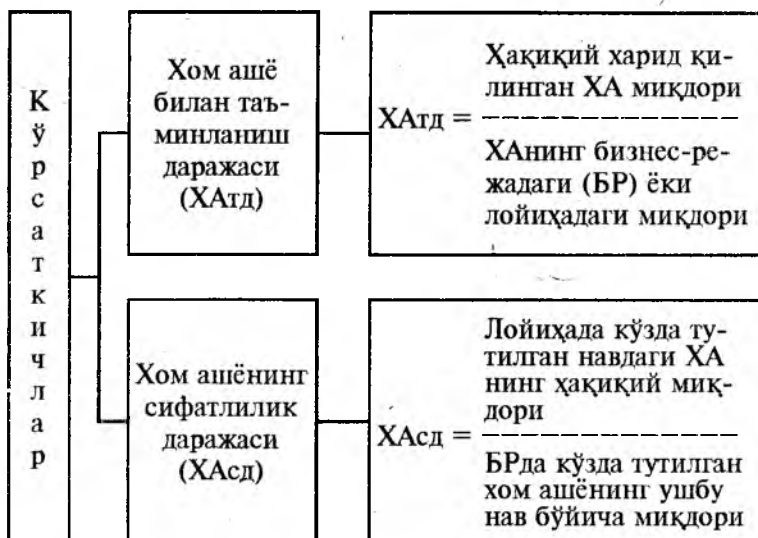 Кўрсаткичлар
Хом ашё
билан таъ-
минланиш
даражаси
(ХАтд)
ХАтд =
Ҳақиқий харид қи-
линган ХА миқдори
ХАнинг бизнес-ре-
жадаги (БР) ёки
лойиҳадаги миқдори
Хом ашёнинг
сифатлилик
даражаси
(ХАсд)
ХАсд =
Лойиҳада кўзда ту-
тилган навдаги ХА
нинг ҳақиқий миқ-
дори
БРда кўзда тутилган
хом ашёнинг ушбу
нав бўйича миқдори